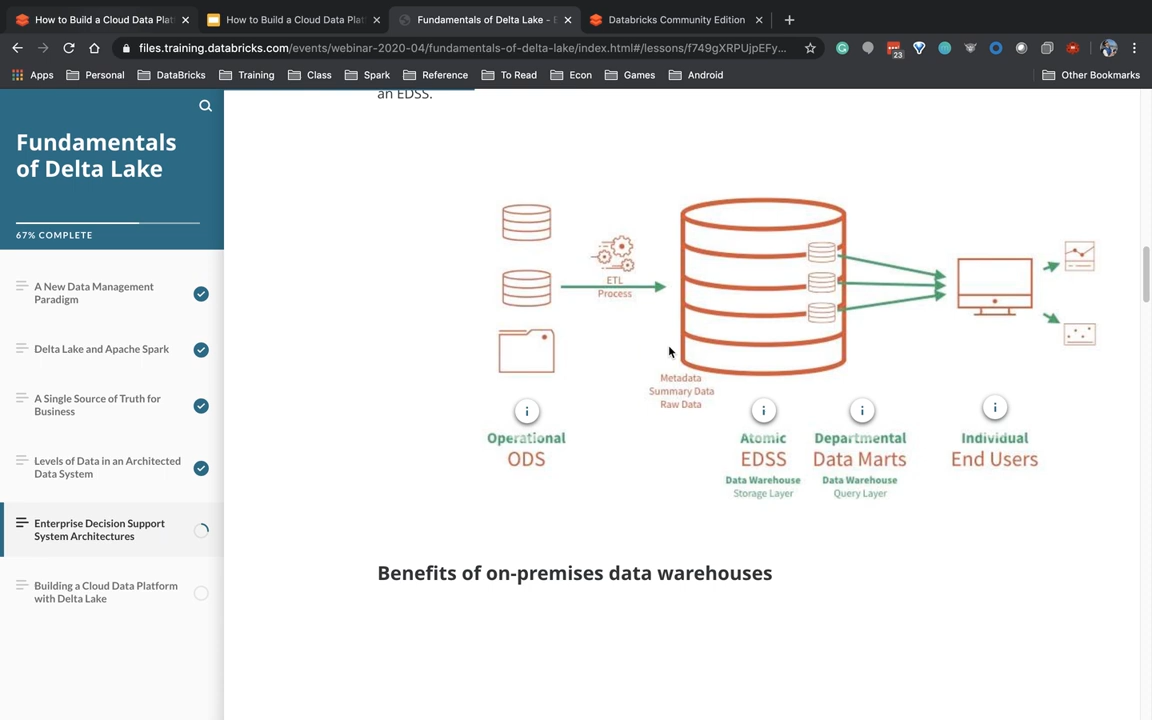 How to Build a Cloud Data Plat
How to Build a Cloud Data Plat
Fundamentals of Delta Lake -
Databricks Community Edition
files.training.databricks.com/events/webinar-2020-04/fundamentals-of-delta-lake/index.html#/lessons/f749gXRPUjpEFy...
23
Apps
Personal
DataBricks
Training
Class
Spark
Reference
To Read
Econ
Games
Android
Other Bookmarks
Fundamentals
of Delta Lake
67% COMPLETE
A New Data Management
Paradigm
Delta Lake and Apache Spark
A Single Source of Truth for
Business
Levels of Data in an Architected
Data System
Enterprise Decision Support
System Architectures
Building a Cloud Data Platform
with Delta Lake
an EDSS.
ETL
Process
Metadata
Summary Data
Raw Data
i
i
i
i
Operational
ODS
Atomic
EDSS
Data Warehouse
Storage Layer
Departmental
Data Marts
Data Warehouse
Query Layer
Individual
End Users
Benefits of on-premises data warehouses